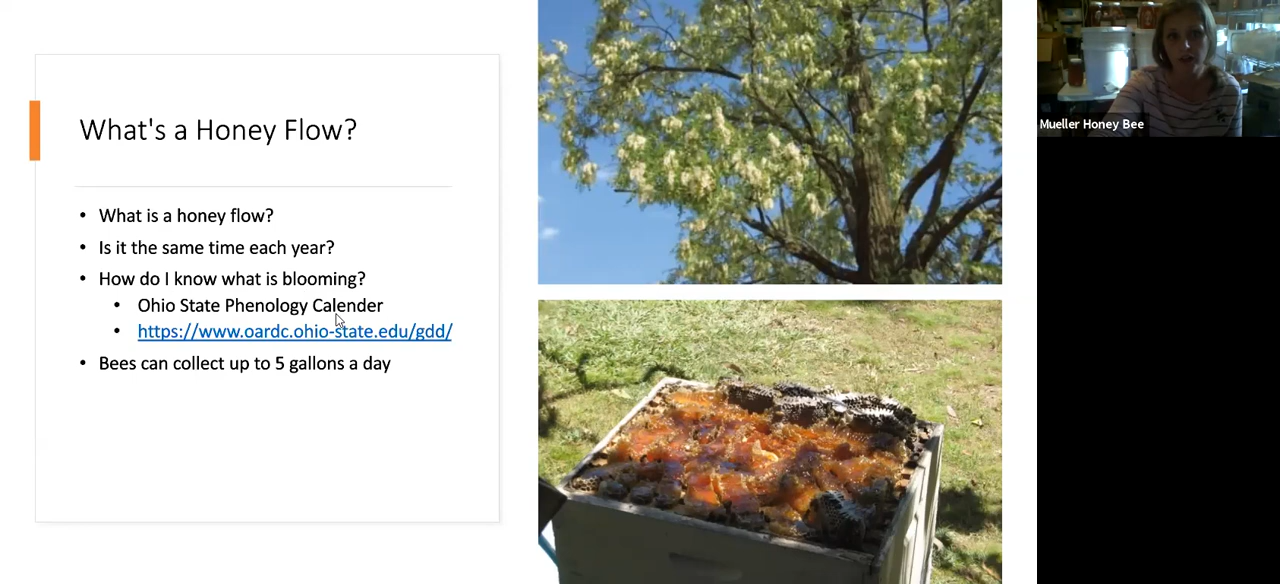 What's a Honey Flow?
What is a honey flow?
Is it the same time each year?
How do I know what is blooming?
Ohio State Phenology Calender
https://www.oardc.ohio-state.edu/gdd/
Bees can collect up to 5 gallons a day
Mueller Honey Bee